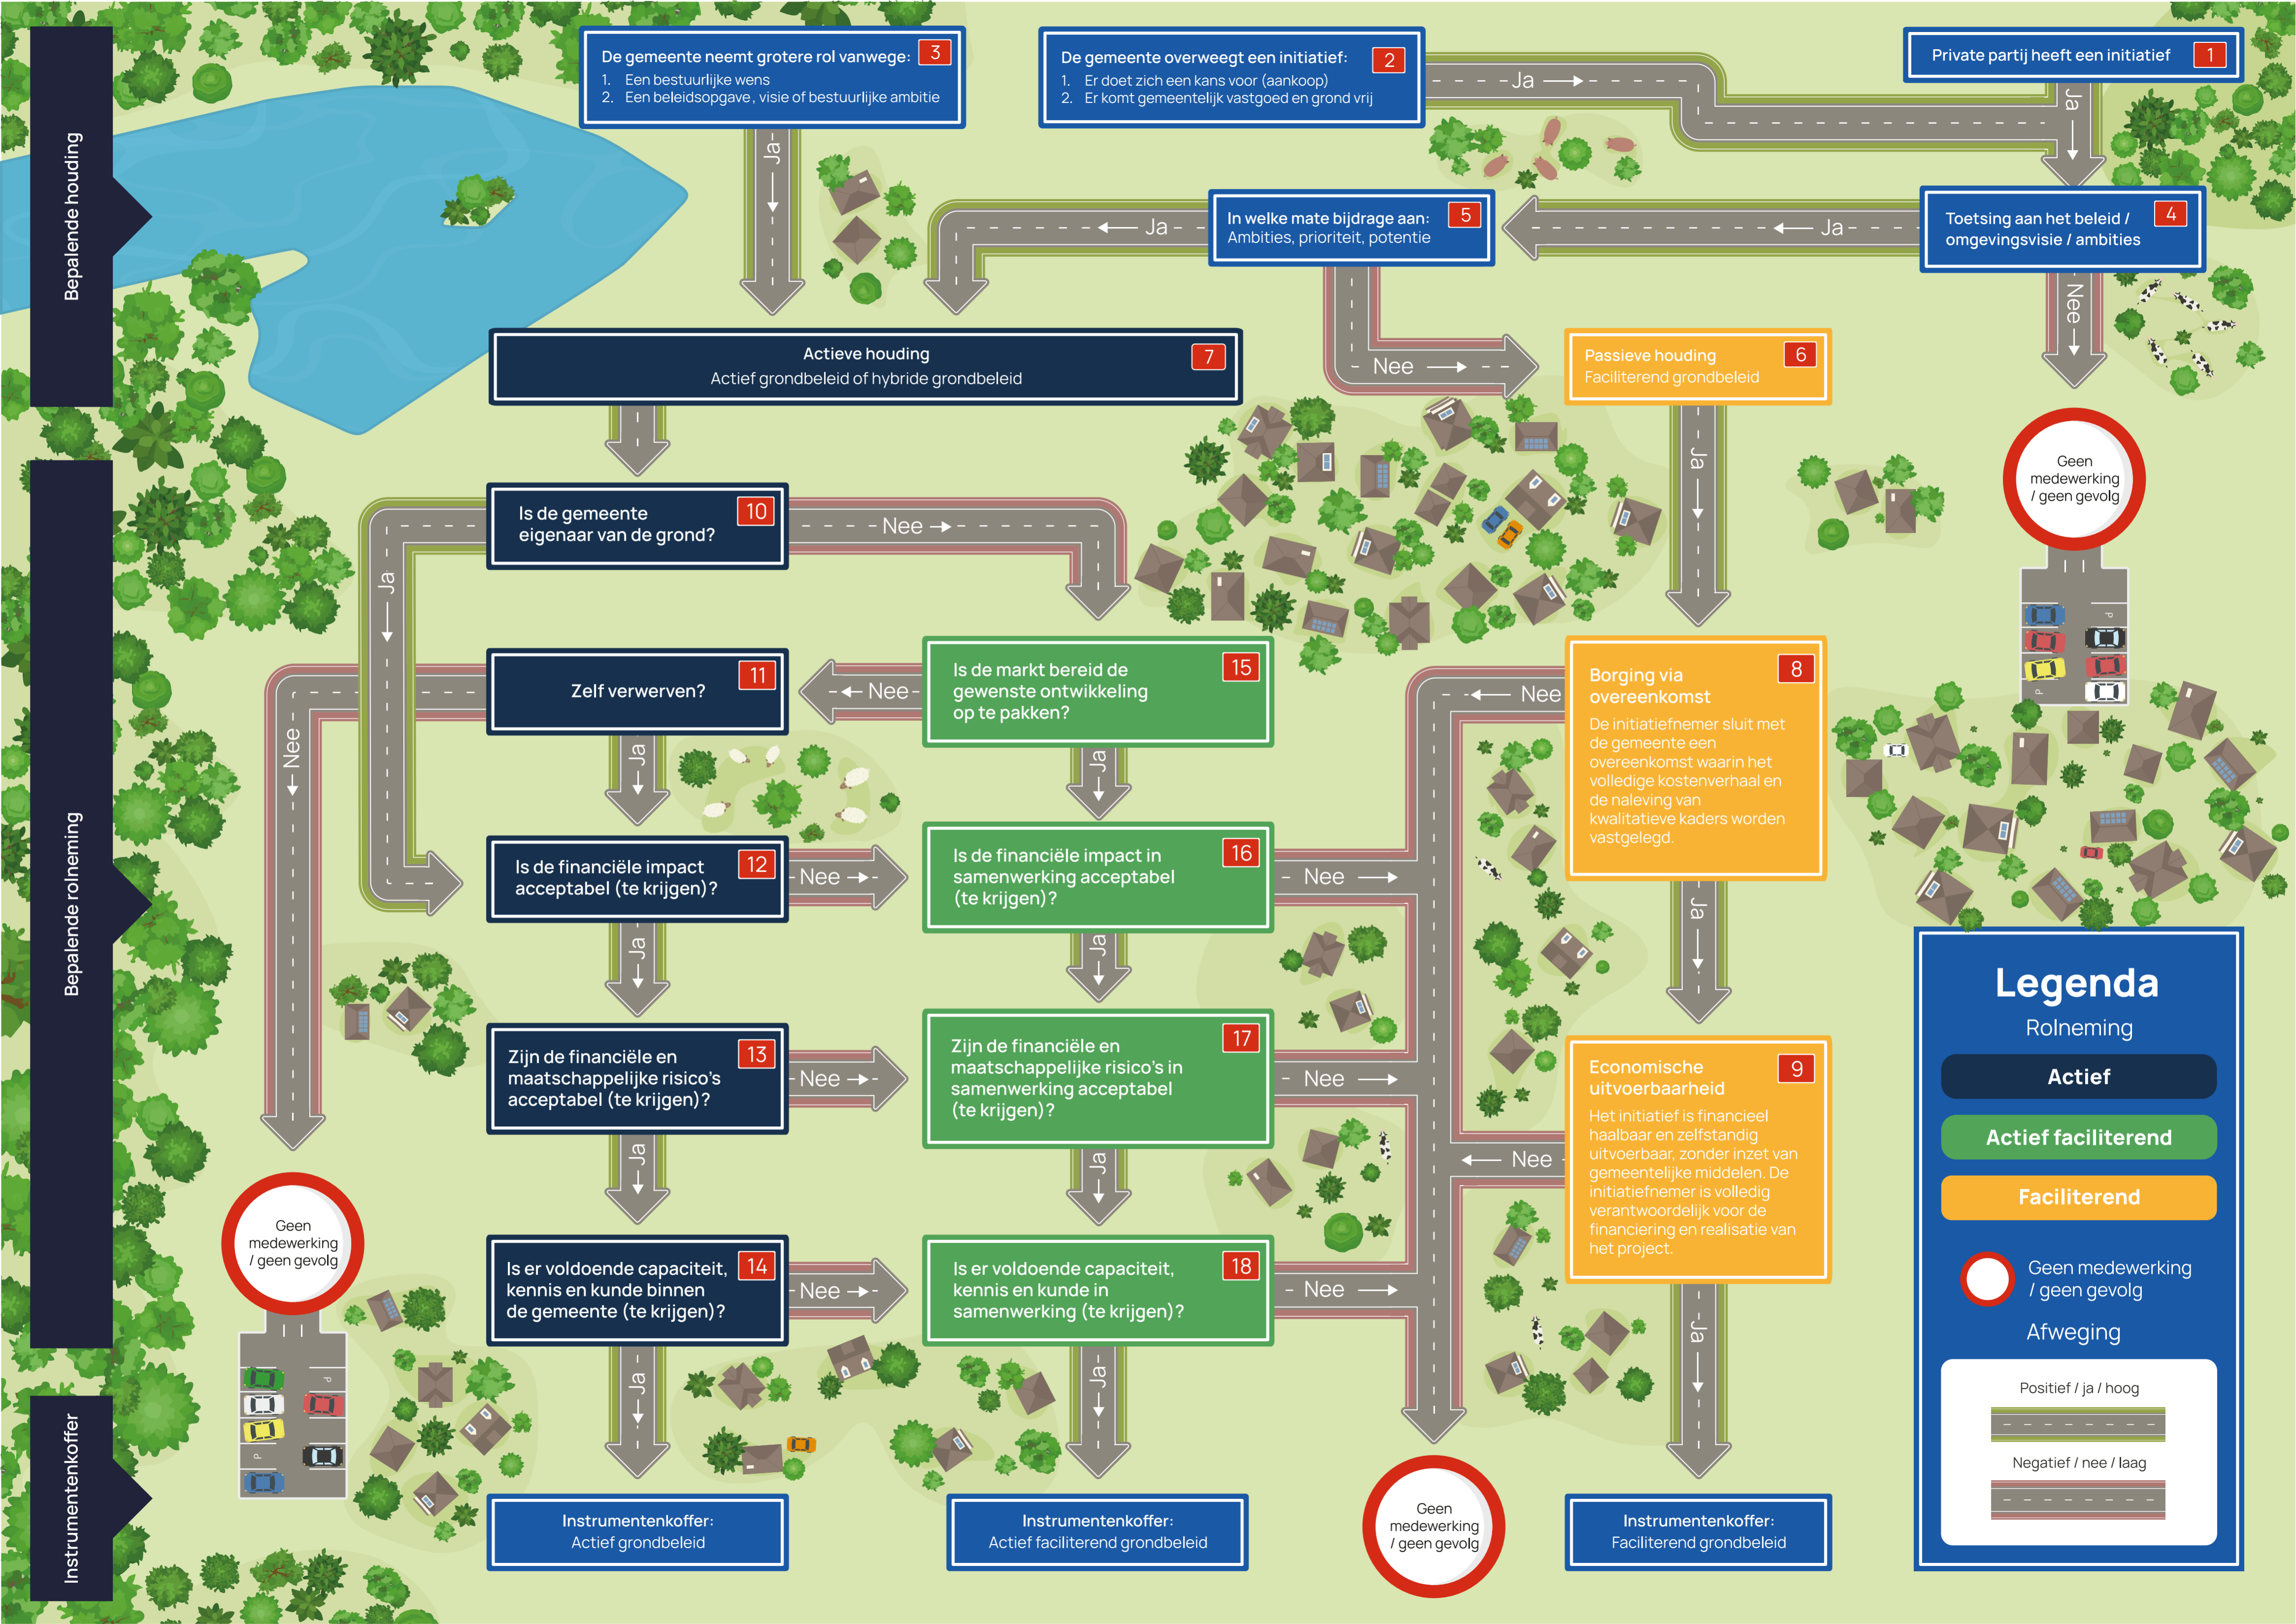 Bepalende houding
De gemeente neemt grotere rol vanwege: 3
1. Een bestuurlijke wens
2. Een beleidsopgave, visie of bestuurlijke ambitie
De gemeente overweegt een initiatief: 2
1. Er doet zich een kans voor (aankoop)
2. Er komt gemeentelijk vastgoed en grond vrij
Ja
Private partij heeft een initiatief 1
Ja
Ja
In welke mate bijdrage aan: 5
Ambities, prioriteit, potentie
Ja
Ja
Toetsing aan het beleid / 4
omgevingsvisie / ambities
Nee
Actieve houding 7
Actief grondbeleid of hybride grondbeleid
Nee
Passieve houding 6
Faciliterend grondbeleid
Ja
Geen
medewerking
/ geen gevolg
P
P
Bepalende rolneming
Is de gemeente 10
eigenaar van de grond?
Nee
Ja
Zelf verwerven? 11
Nee
Ja
Nee
Is de markt bereid de 15
gewenste ontwikkeling
op te pakken?
Ja
Nee
Borging via 8
overeenkomst
De initiatiefnemer sluit met
de gemeente een
overeenkomst waarin het
volledige kostenverhaal en
de naleving van
kwalitatieve kaders worden
vastgelegd.
Ja
Is de financiële impact 12
acceptabel (te krijgen)?
Nee
Ja
Is de financiële impact in 16
samenwerking acceptabel
(te krijgen)?
Nee
Ja
Zijn de financiële en 13
maatschappelijke risico's
acceptabel (te krijgen)?
Nee
Ja
Zijn de financiële en 17
maatschappelijke risico's in
samenwerking acceptabel
(te krijgen)?
Nee
Ja
Economische 9
uitvoerbaarheid
Het initiatief is financieel
haalbaar en zelfstandig
uitvoerbaar, zonder inzet van
gemeentelijke middelen. De
initiatiefnemer is volledig
verantwoordelijk voor de
financiering en realisatie van
het project.
Nee
Ja
Geen
medewerking
/ geen gevolg
P
P
Is er voldoende capaciteit, 14
kennis en kunde binnen
de gemeente (te krijgen)?
Nee
Ja
Is er voldoende capaciteit, 18
kennis en kunde in
samenwerking (te krijgen)?
Nee
Ja
Instrumentenkoffer
Instrumentenkoffer:
Actief grondbeleid
Instrumentenkoffer:
Actief faciliterend grondbeleid
Geen
medewerking
/ geen gevolg
Instrumentenkoffer:
Faciliterend grondbeleid
Legenda
Rolneming
Actief
Actief faciliterend
Faciliterend
Geen medewerking
/ geen gevolg
Afweging
Positief / ja / hoog
Negatief / nee / laag